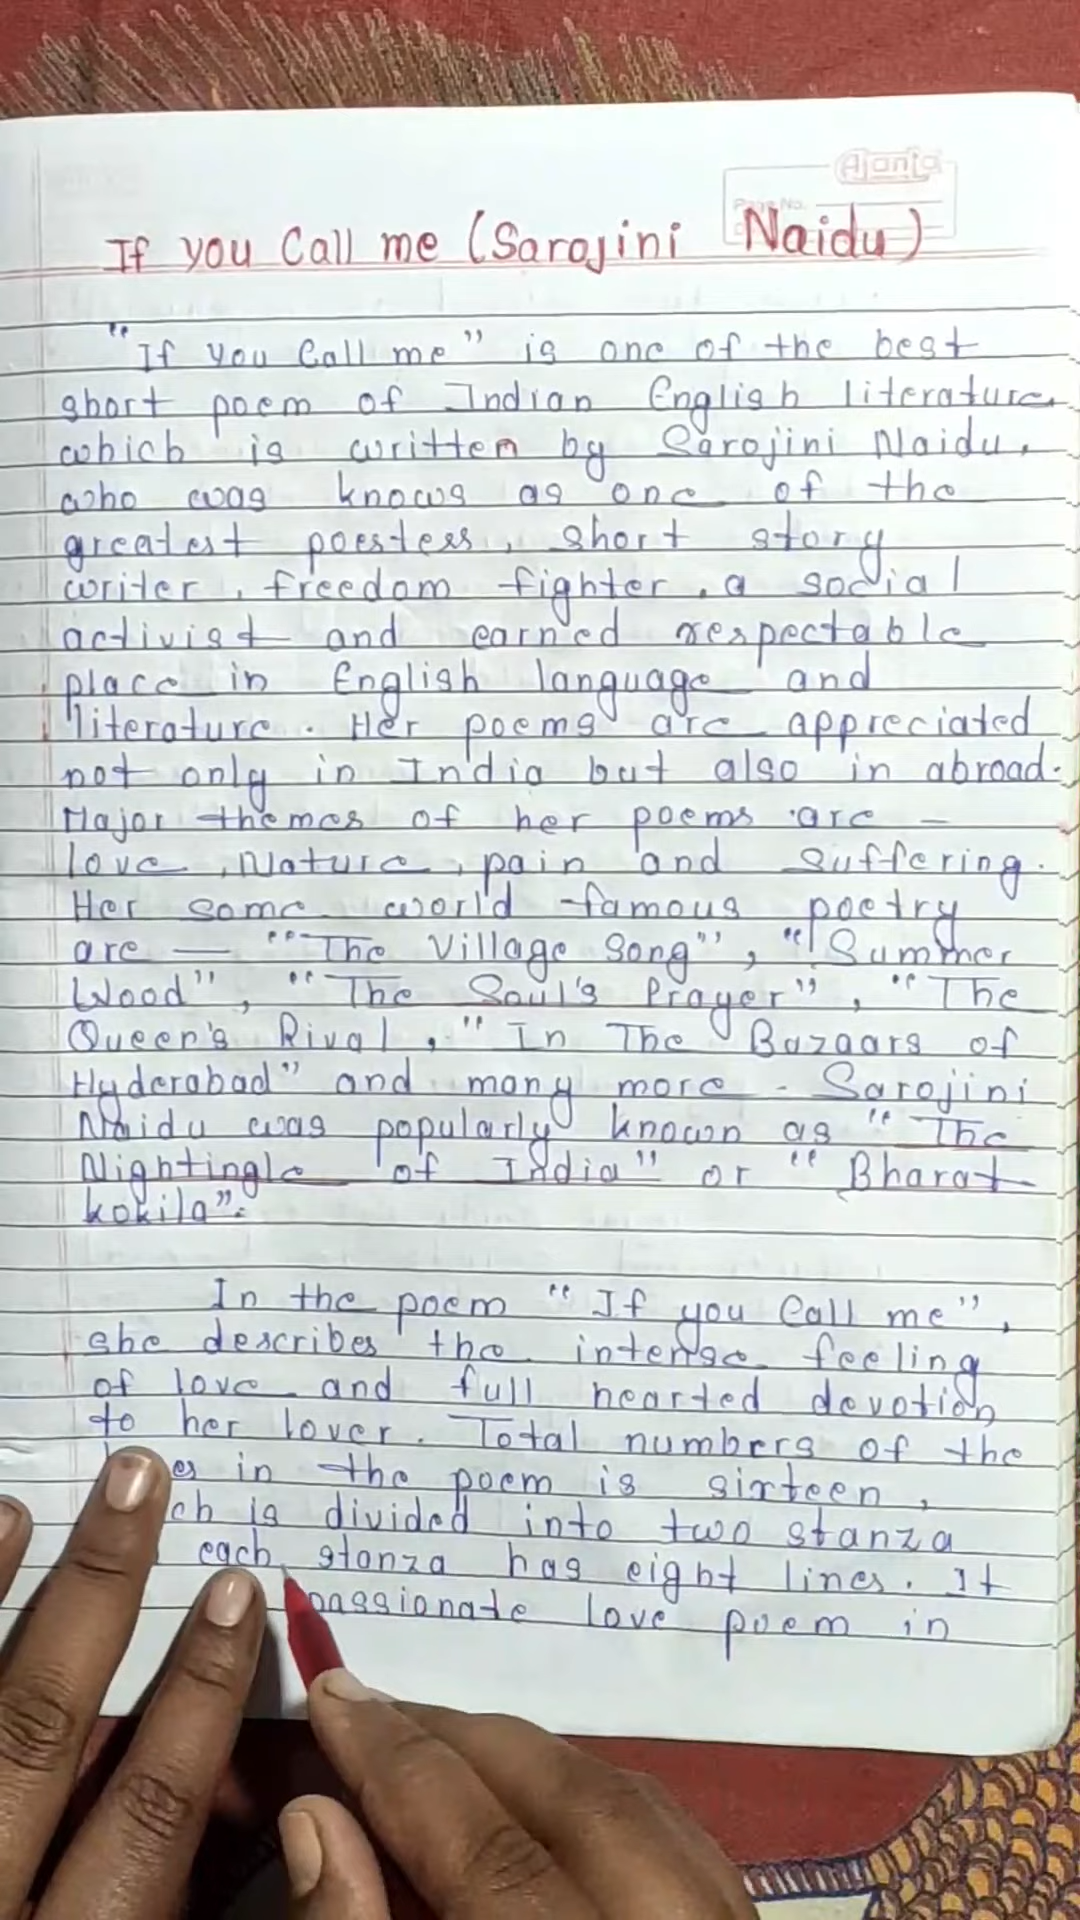 Ajanta
Page No.
If you Call me (Sarojini Naidu)
"If you Call me" is one of the best
short poem of Indian English literature,
which is written by Sarojini Naidu,
who was knows as one of the
greatest poestess, short story
writer, freedom fighter, a social
activist and earned respectable
place in English language and
literature. Her poems are appreciated
not only in India but also in abroad.
Major themes of her poems are -
love, Nature, pain and suffering.
Her some world famous poetry
are — "The Village Song", "Summer
Wood", "The Soul's Prayer", "The
Queen's Rival, "In The Bazaars of
Hyderabad" and many more - Sarojini
Naidu was popularly known as "The
Nightingle of India" or "Bharat
kokila".
In the poem "If you Call me",
she describes the intense feeling
of love and full hearted devotion
to her lover. Total numbers of the
es in the poem is sixteen,
ch is divided into two stanza
each stanza has eight lines. It
passionate love poem in